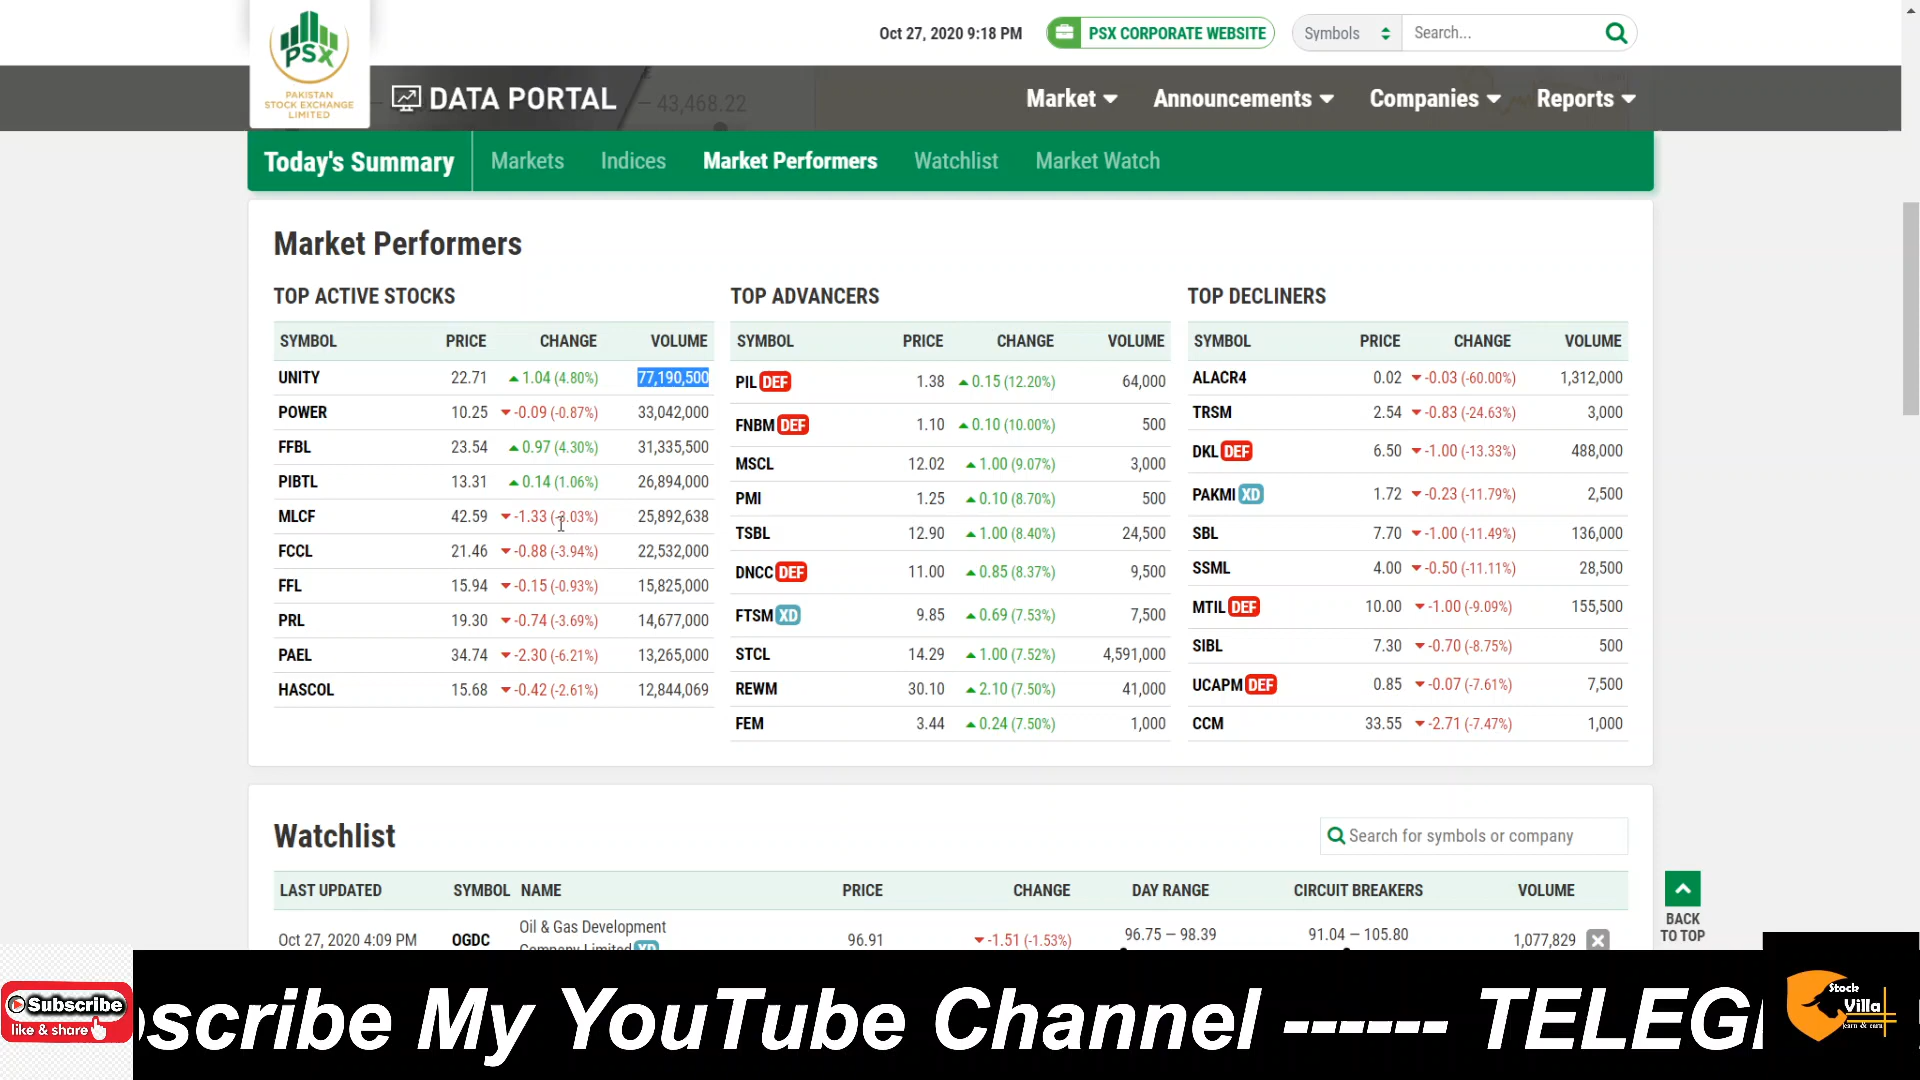 Oct 27, 2020 9:18 PM
PSX CORPORATE WEBSITE
Symbols
Search...
PSX
PAKISTAN
STOCK EXCHANGE
LIMITED
DATA PORTAL
43,468.22
Market
Announcements
Companies
Reports
Today's Summary
Markets
Indices
Market Performers
Watchlist
Market Watch
Market Performers
TOP ACTIVE STOCKS
SYMBOL PRICE CHANGE VOLUME
UNITY 22.71 1.04 (4.80%) 77,190,500
POWER 10.25 -0.09 (-0.87%) 33,042,000
FFBL 23.54 0.97 (4.30%) 31,335,500
PIBTL 13.31 0.14 (1.06%) 26,894,000
MLCF 42.59 -1.33 (-3.03%) 25,892,638
FCCL 21.46 -0.88 (-3.94%) 22,532,000
FFL 15.94 -0.15 (-0.93%) 15,825,000
PRL 19.30 -0.74 (-3.69%) 14,677,000
PAEL 34.74 -2.30 (-6.21%) 13,265,000
HASCOL 15.68 -0.42 (-2.61%) 12,844,069
TOP ADVANCERS
SYMBOL PRICE CHANGE VOLUME
PIL DEF 1.38 0.15 (12.20%) 64,000
FNBM DEF 1.10 0.10 (10.00%) 500
MSCL 12.02 1.00 (9.07%) 3,000
PMI 1.25 0.10 (8.70%) 500
TSBL 12.90 1.00 (8.40%) 24,500
DNCC DEF 11.00 0.85 (8.37%) 9,500
FTSM XD 9.85 0.69 (7.53%) 7,500
STCL 14.29 1.00 (7.52%) 4,591,000
REWM 30.10 2.10 (7.50%) 41,000
FEM 3.44 0.24 (7.50%) 1,000
TOP DECLINERS
SYMBOL PRICE CHANGE VOLUME
ALACR4 0.02 -0.03 (-60.00%) 1,312,000
TRSM 2.54 -0.83 (-24.63%) 3,000
DKL DEF 6.50 -1.00 (-13.33%) 488,000
PAKMI XD 1.72 -0.23 (-11.79%) 2,500
SBL 7.70 -1.00 (-11.49%) 136,000
SSML 4.00 -0.50 (-11.11%) 28,500
MTIL DEF 10.00 -1.00 (-9.09%) 155,500
SIBL 7.30 -0.70 (-8.75%) 500
UCAPM DEF 0.85 -0.07 (-7.61%) 7,500
CCM 33.55 -2.71 (-7.47%) 1,000
Watchlist
Search for symbols or company
LAST UPDATED SYMBOL NAME PRICE CHANGE DAY RANGE CIRCUIT BREAKERS VOLUME
Oct 27, 2020 4:09 PM OGDC Oil & Gas Development
Company Limited XD 96.91 -1.51 (-1.53%) 96.75 – 98.39 91.04 – 105.80 1,077,829
BACK
TO TOP
Subscribe
like & share
bscribe My YouTube Channel ------ TELEG
Stock
Villa
learn & earn